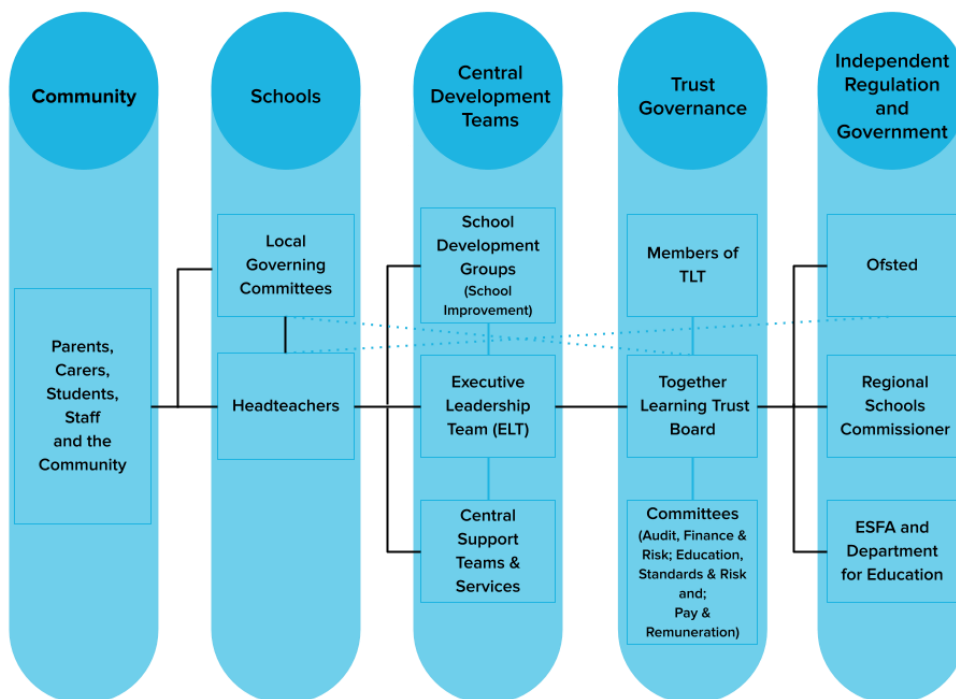 Community
Schools
Central
Development
Teams
Trust
Governance
Independent
Regulation
and
Government
Parents,
Carers,
Students,
Staff
and the
Community
Local
Governing
Committees
Headteachers
School
Development
Groups
(School
Improvement)
Executive
Leadership
Team (ELT)
Central
Support
Teams &
Services
Members of
TLT
Together
Learning Trust
Board
Committees
(Audit, Finance &
Risk; Education,
Standards & Risk
and;
Pay &
Remuneration)
Ofsted
Regional
Schools
Commissioner
ESFA and
Department
for Education